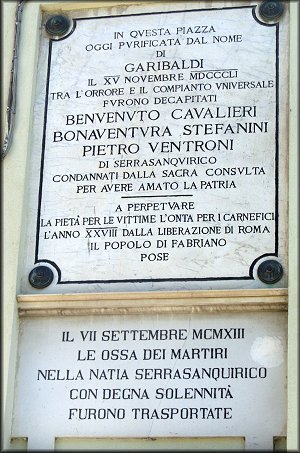 IN QVESTA PIAZZA
OGGI PVRIFICATA DAL NOME
DI
GARIBALDI
IL XV NOVEMBRE MDCCCLI
TRA L'ORRORE E IL COMPIANTO VNIVERSALE
FVRONO DECAPITATI
BENVENVTO CAVALIERI
BONAVENTVRA STEFANINI
PIETRO VENTRONI
DI SERRASANQVIRICO
CONDANNATI DALLA SACRA CONSVLTA
PER AVERE AMATO LA PATRIA
A PERPETVARE
LA PIETÀ PER LE VITTIME L'ONTA PER I CARNEFICI
L'ANNO XXVIII DALLA LIBERAZIONE DI ROMA
IL POPOLO DI FABRIANO
POSE
IL VII SETTEMBRE MCMXIII
LE OSSA DEI MARTIRI
NELLA NATIA SERRASANQUIRICO
CON DEGNA SOLENNITÀ
FURONO TRASPORTATE